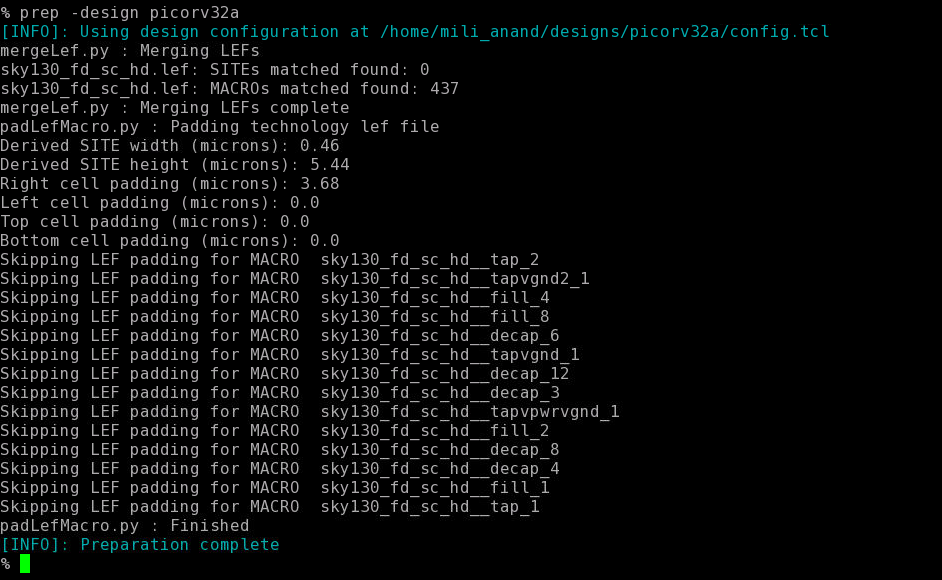 % prep -design picorv32a
[INFO]: Using design configuration at /home/mili_anand/designs/picorv32a/config.tcl
mergeLef.py : Merging LEFs
sky130_fd_sc_hd.lef: SITEs matched found: 0
sky130_fd_sc_hd.lef: MACROs matched found: 437
mergeLef.py : Merging LEFs complete
padLefMacro.py : Padding technology lef file
Derived SITE width (microns): 0.46
Derived SITE height (microns): 5.44
Right cell padding (microns): 3.68
Left cell padding (microns): 0.0
Top cell padding (microns): 0.0
Bottom cell padding (microns): 0.0
Skipping LEF padding for MACRO  sky130_fd_sc_hd__tap_2
Skipping LEF padding for MACRO  sky130_fd_sc_hd__tapvgnd2_1
Skipping LEF padding for MACRO  sky130_fd_sc_hd__fill_4
Skipping LEF padding for MACRO  sky130_fd_sc_hd__fill_8
Skipping LEF padding for MACRO  sky130_fd_sc_hd__decap_6
Skipping LEF padding for MACRO  sky130_fd_sc_hd__tapvgnd_1
Skipping LEF padding for MACRO  sky130_fd_sc_hd__decap_12
Skipping LEF padding for MACRO  sky130_fd_sc_hd__decap_3
Skipping LEF padding for MACRO  sky130_fd_sc_hd__tapvpwrvgnd_1
Skipping LEF padding for MACRO  sky130_fd_sc_hd__fill_2
Skipping LEF padding for MACRO  sky130_fd_sc_hd__decap_8
Skipping LEF padding for MACRO  sky130_fd_sc_hd__decap_4
Skipping LEF padding for MACRO  sky130_fd_sc_hd__fill_1
Skipping LEF padding for MACRO  sky130_fd_sc_hd__tap_1
padLefMacro.py : Finished
[INFO]: Preparation complete
%